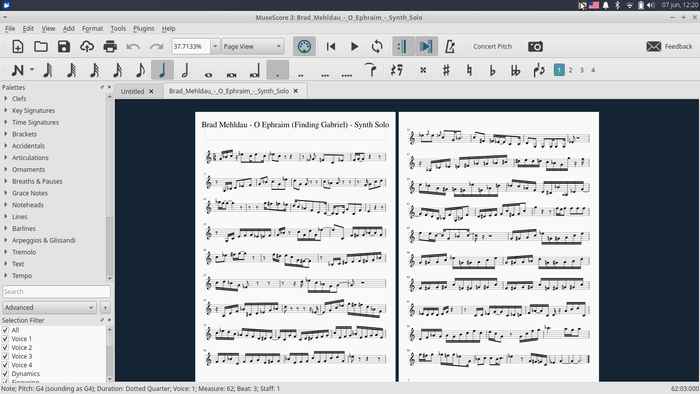 07 jun, 12:20
MuseScore 3: Brad_Mehldau_-_O_Ephraim_-_Synth_Solo
File Edit View Add Format Tools Plugins Help
37.7133% Page View Concert Pitch Feedback
1 2 3 4
Palettes
Untitled Brad_Mehldau_-_O_Ephraim_-_Synth_Solo
Clefs
Key Signatures
Time Signatures
Brackets
Accidentals
Articulations
Ornaments
Breaths & Pauses
Grace Notes
Noteheads
Lines
Barlines
Arpeggios & Glissandi
Tremolo
Text
Tempo
Search
Advanced
Selection Filter
All
Voice 1
Voice 2
Voice 3
Voice 4
Dynamics
Brad Mehldau - O Ephraim (Finding Gabriel) - Synth Solo
Note; Pitch: G4 (sounding as G4); Duration: Dotted Quarter; Voice: 1; Measure: 62; Beat: 3; Staff: 1
62:03:000